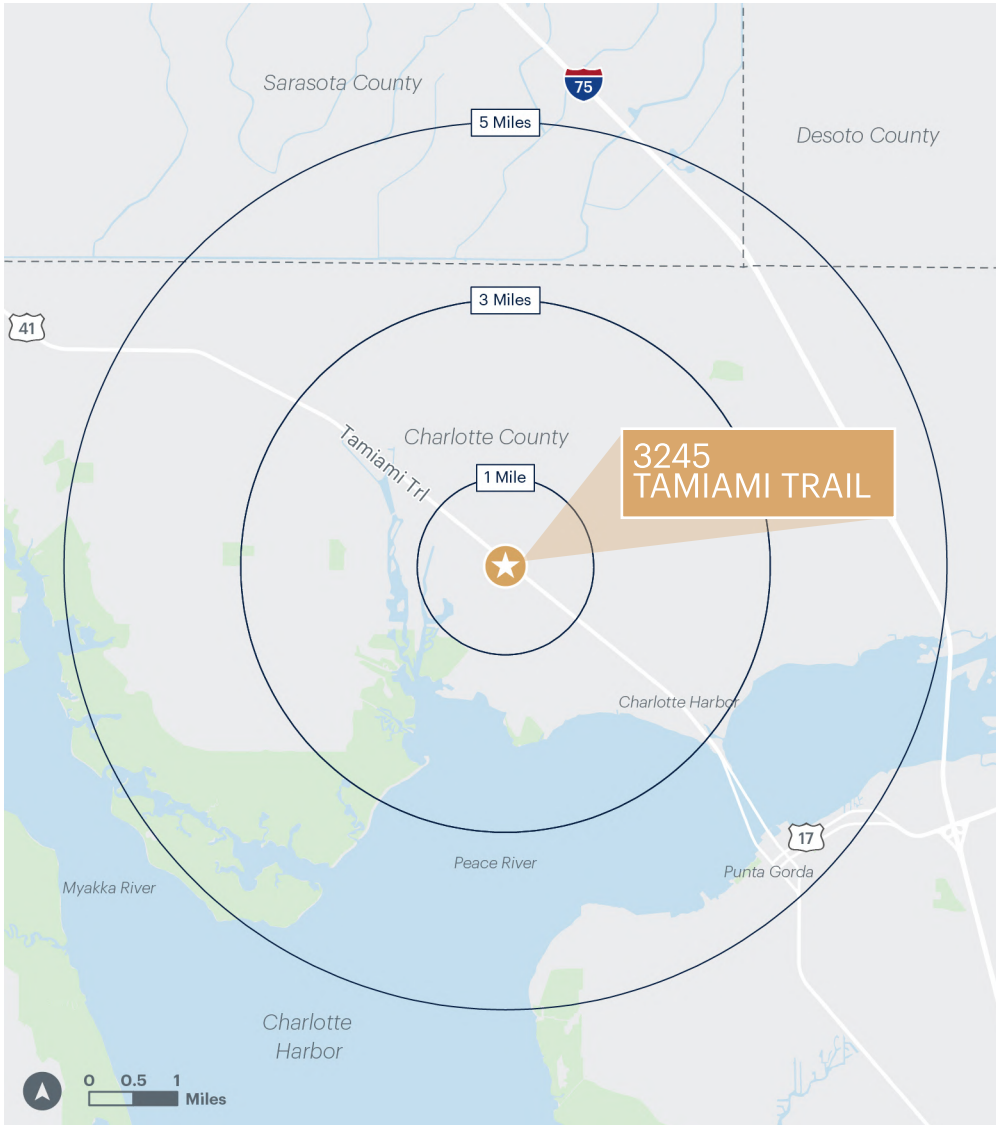 Sarasota County
75
5 Miles
Desoto County
3 Miles
41
Tamiami Trl
Charlotte County
3245
TAMIAMI TRAIL
1 Mile
Charlotte Harbor
17
Peace River
Punta Gorda
Myakka River
Charlotte
Harbor
0 0.5 1
Miles